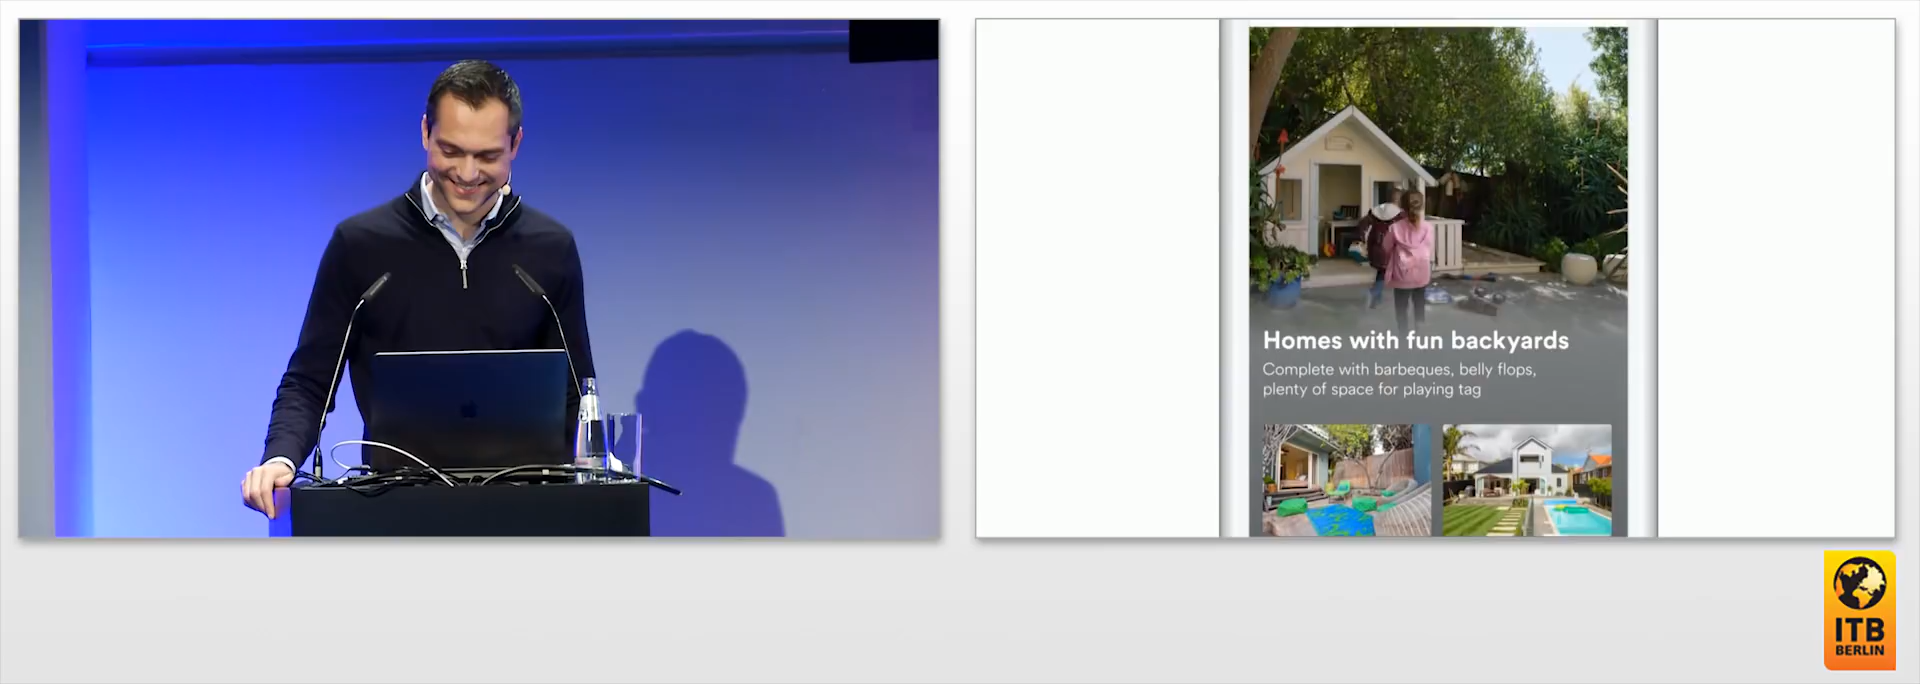 Homes with fun backyards
Complete with barbeques, belly flops,
plenty of space for playing tag
ITB
BERLIN